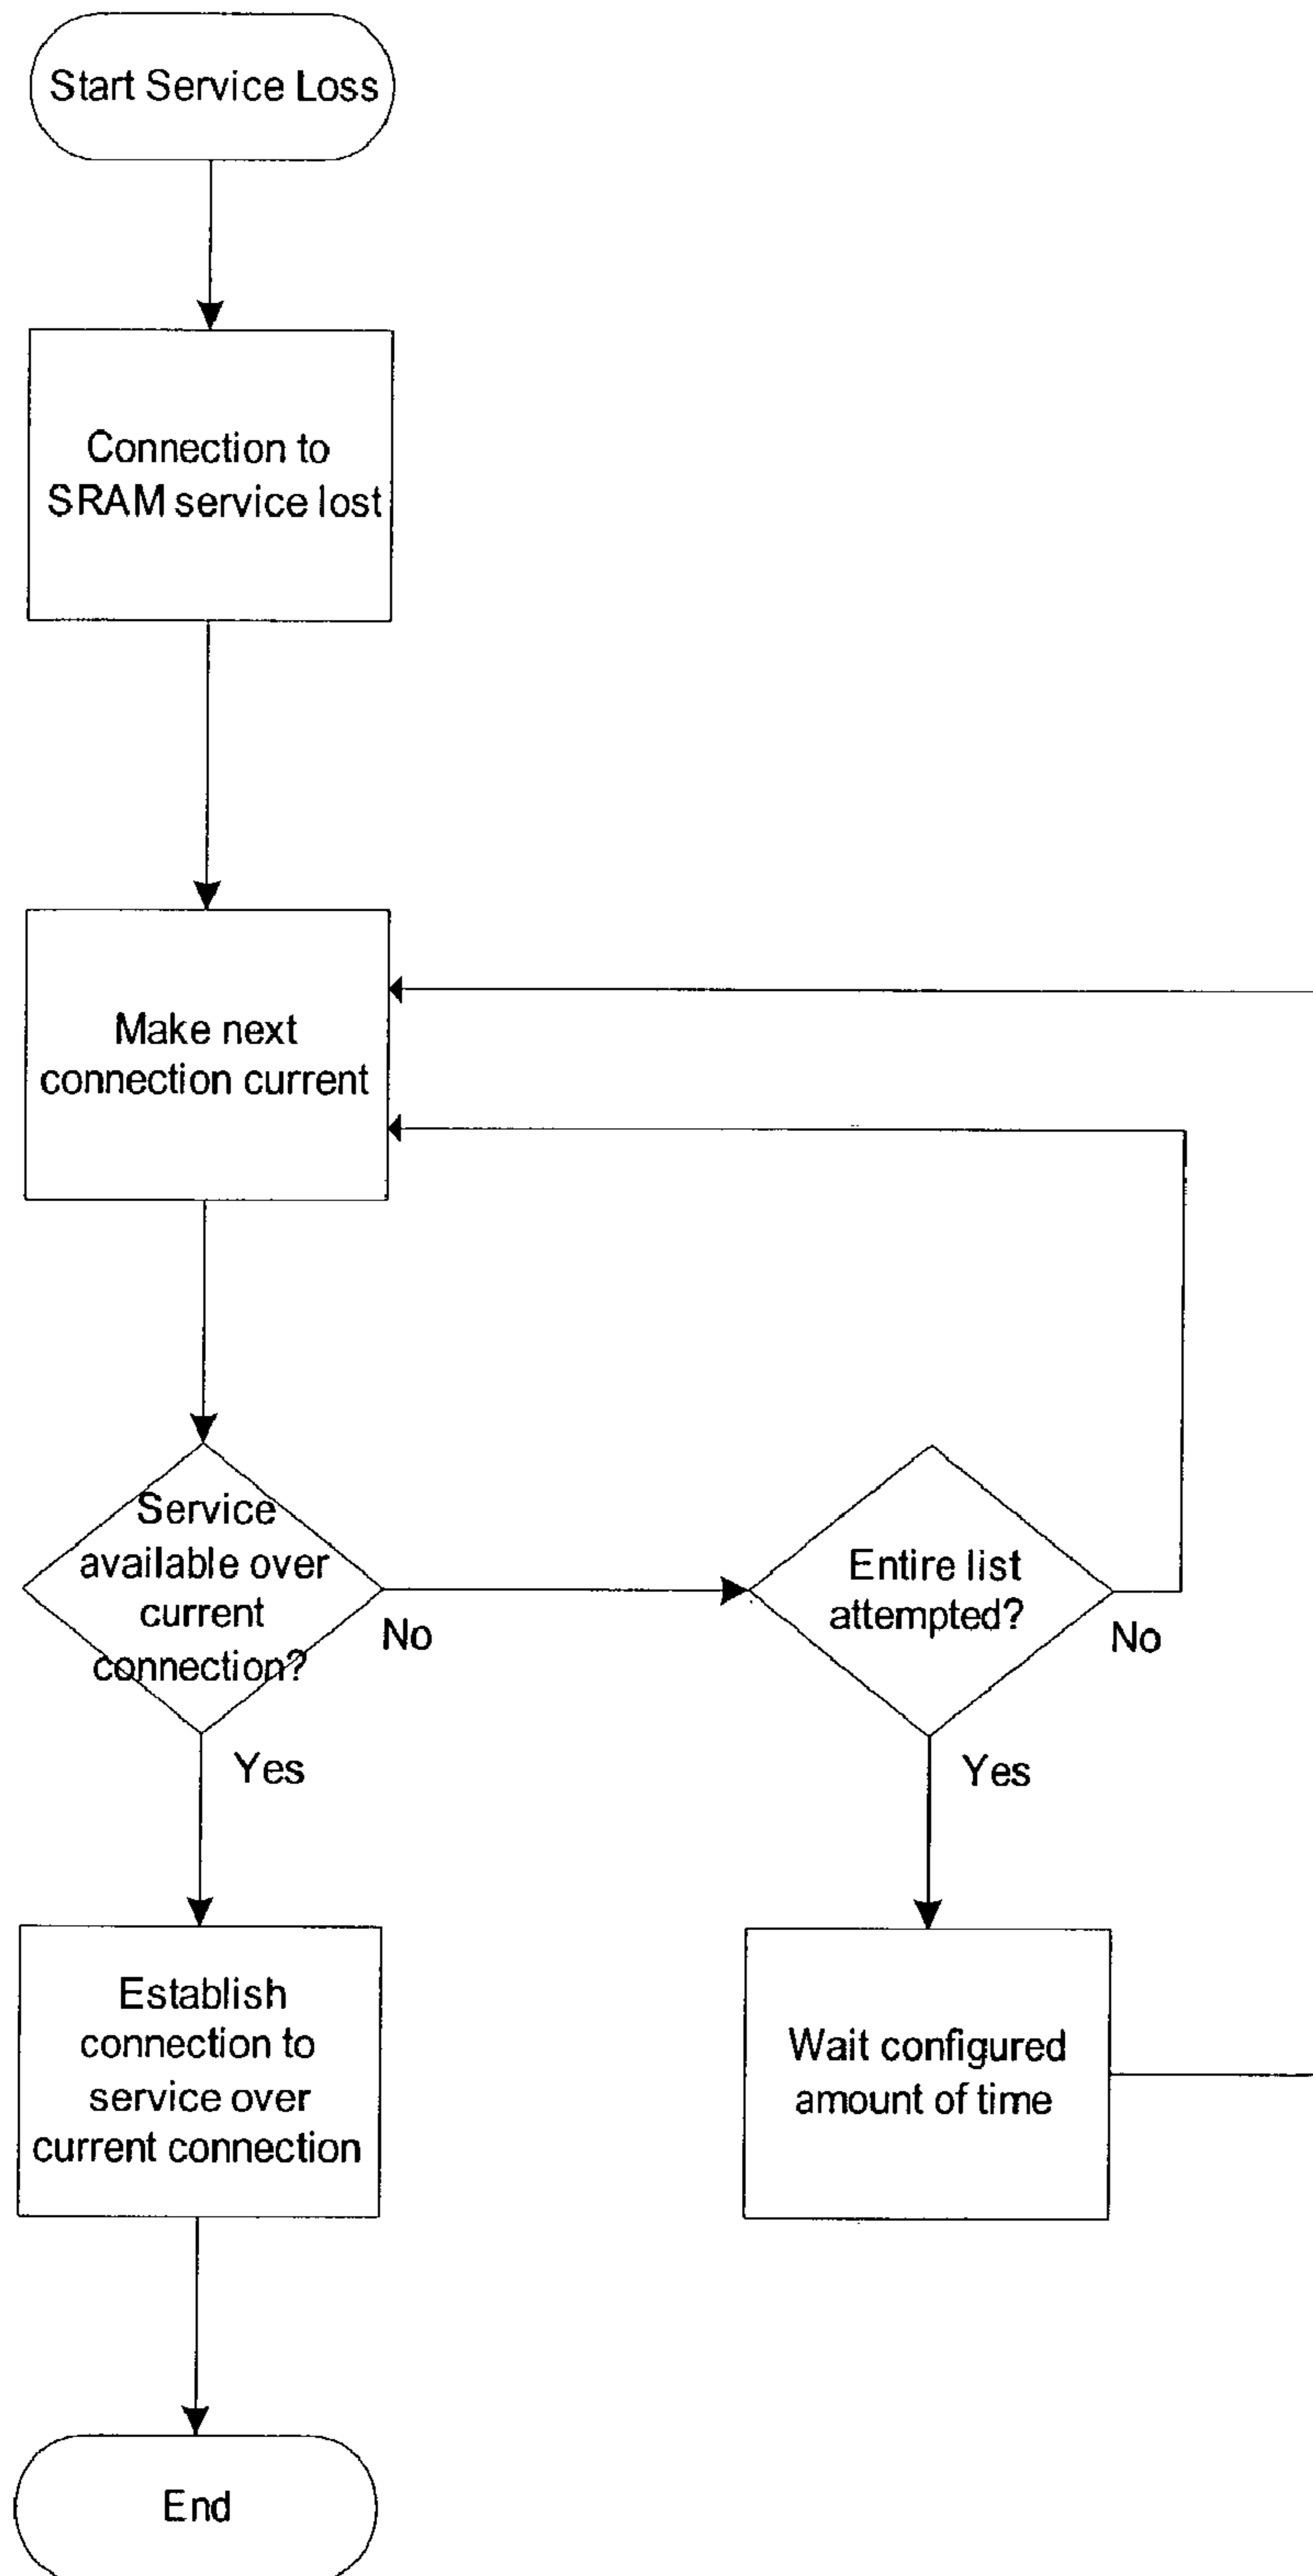 Start Service Loss
Connection to
SRAM service lost
Make next
connection current
Service
available over
current
connection?
No
Yes
Entire list
attempted?
No
Yes
Establish
connection to
service over
current connection
Wait configured
amount of time
End